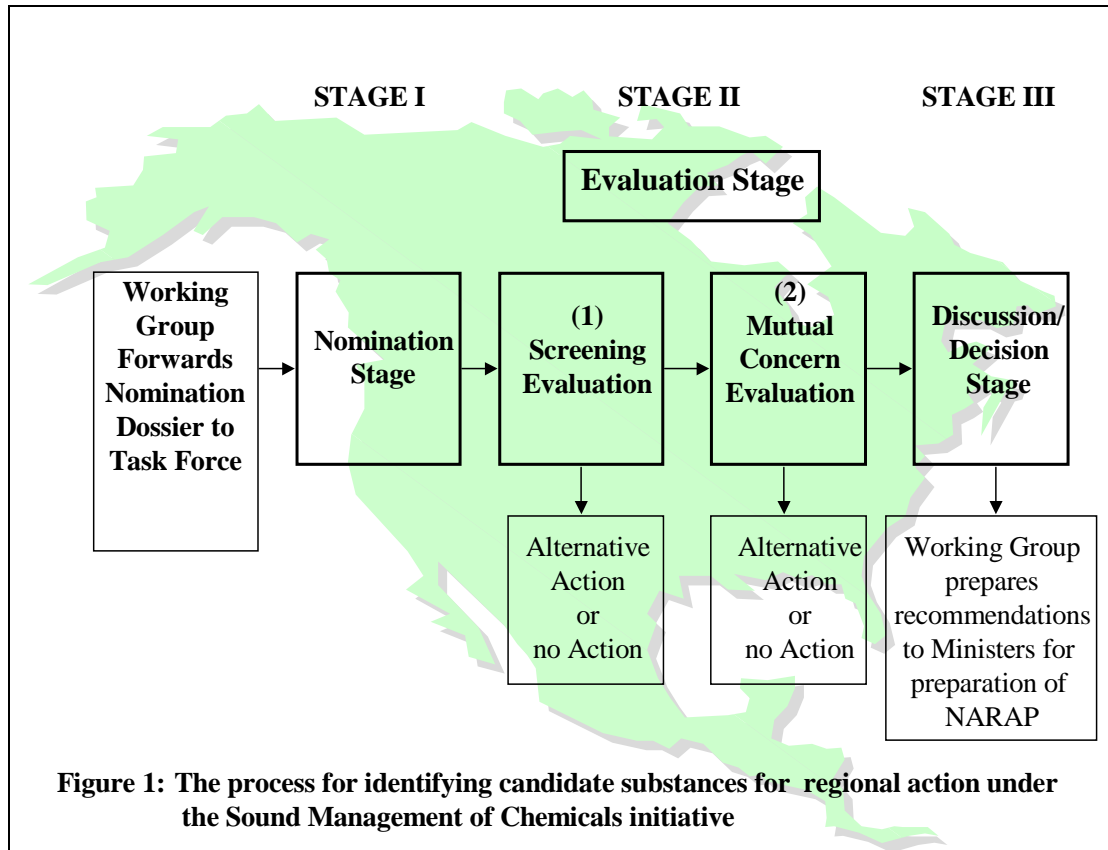 STAGE I
STAGE II
STAGE III
Evaluation Stage
Working
Group
Forwards
Nomination
Dossier to
Task Force
Nomination
Stage
(1)
Screening
Evaluation
(2)
Mutual
Concern
Evaluation
Discussion/
Decision
Stage
Alternative
Action
or
no Action
Alternative
Action
or
no Action
Working Group
prepares
recommendations
to Ministers for
preparation of
NARAP
Figure 1: The process for identifying candidate substances for regional action under
the Sound Management of Chemicals initiative